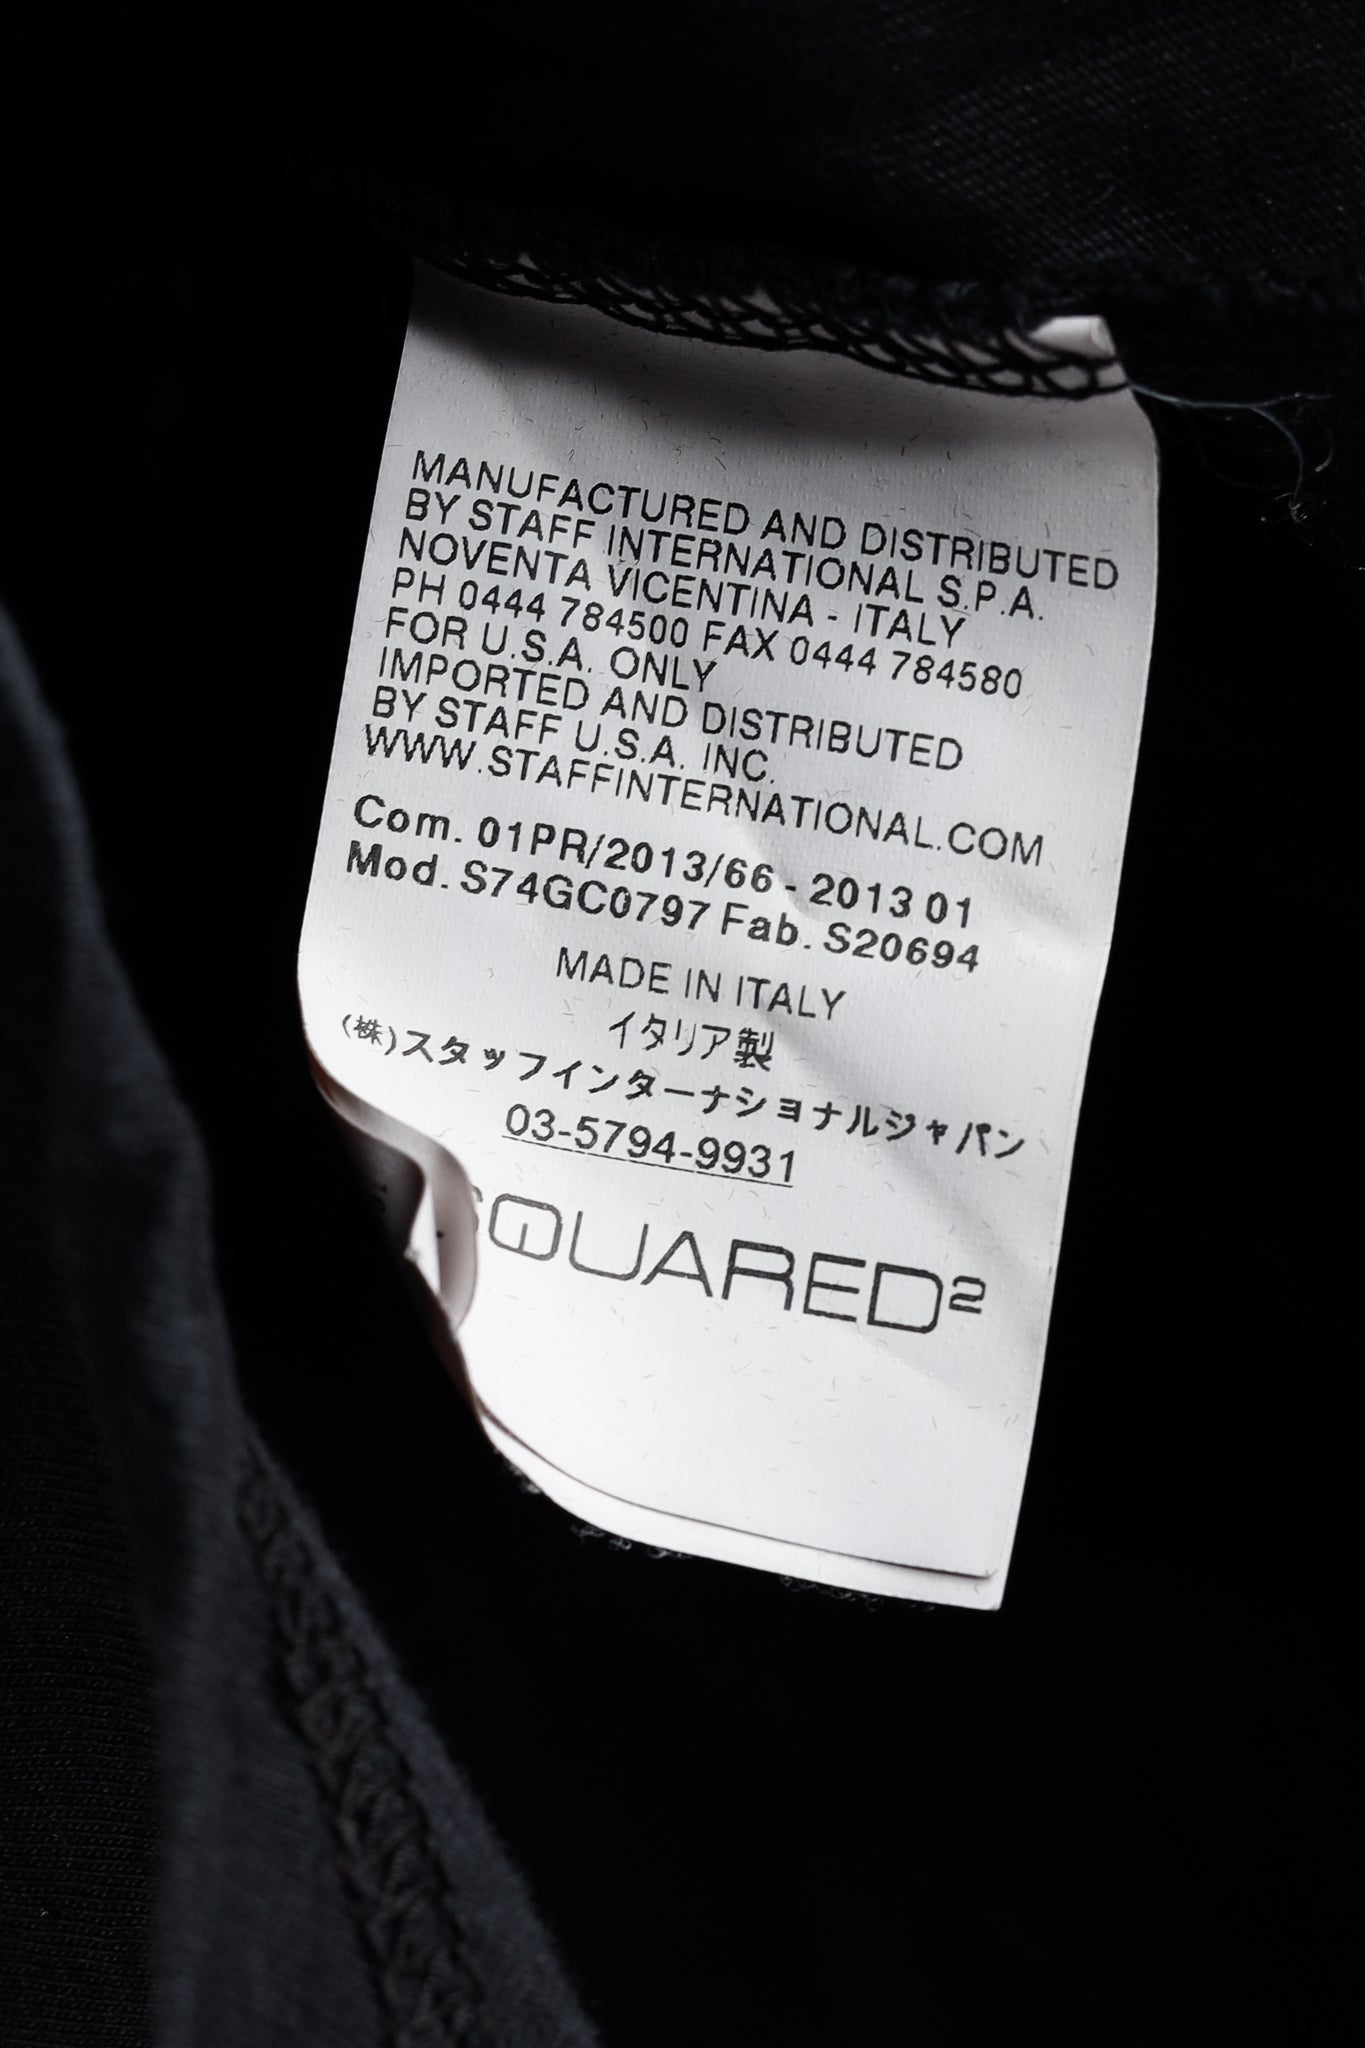 MANUFACTURED AND DISTRIBUTED
BY STAFF INTERNATIONAL S.P.A.
NOVENTA VICENTINA - ITALY
PH 0444 784500 FAX 0444 784580
FOR U.S.A. ONLY
IMPORTED AND DISTRIBUTED
BY STAFF U.S.A. INC.
WWW.STAFFINTERNATIONAL.COM
Com. 01PR/2013/66 - 2013 01
Mod. S74GC0797 Fab. S20694
MADE IN ITALY
イタリア製
(株)スタッフインターナショナルジャパン
03-5794-9931
SQUARED²